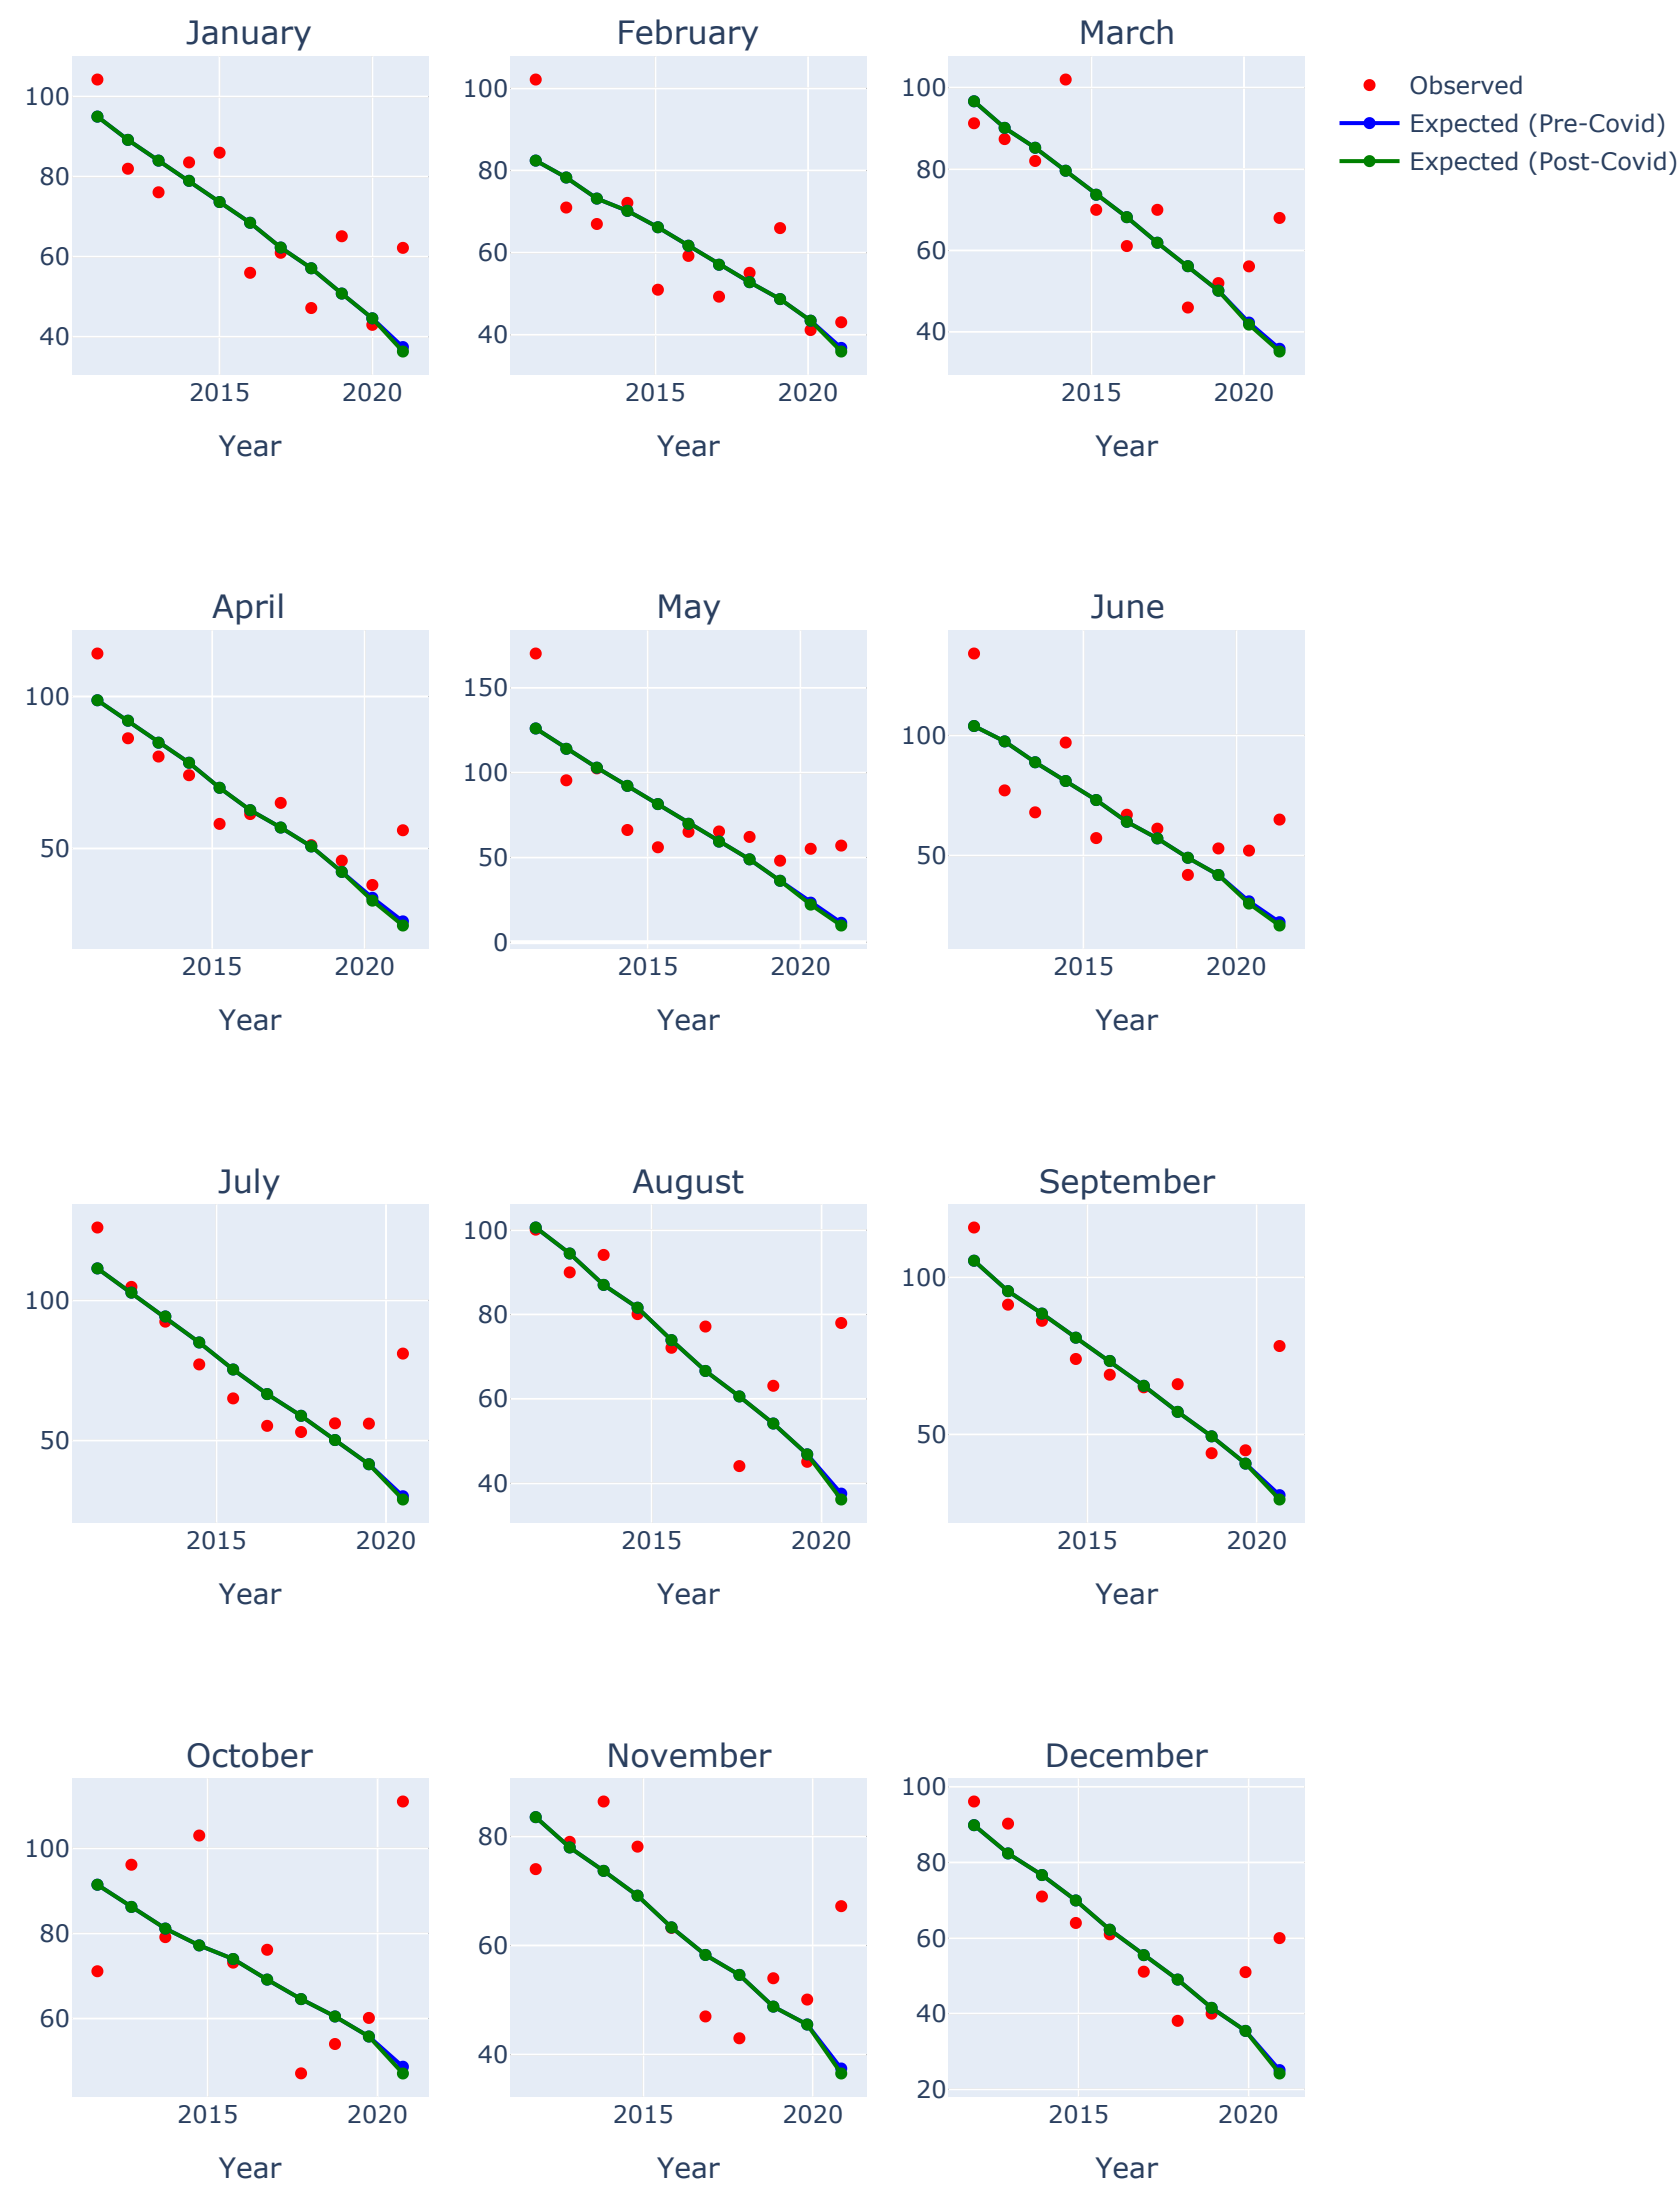 January
February
March
Observed
Expected (Pre-Covid)
Expected (Post-Covid)
100
80
60
40
2015
2020
Year
100
80
60
40
2015
2020
Year
100
80
60
40
2015
2020
Year
April
May
June
100
50
2015
2020
Year
150
100
50
0
2015
2020
Year
100
50
2015
2020
Year
July
August
September
100
50
2015
2020
Year
100
80
60
40
2015
2020
Year
100
50
2015
2020
Year
October
November
December
100
80
60
2015
2020
Year
80
60
40
2015
2020
Year
100
80
60
40
20
2015
2020
Year